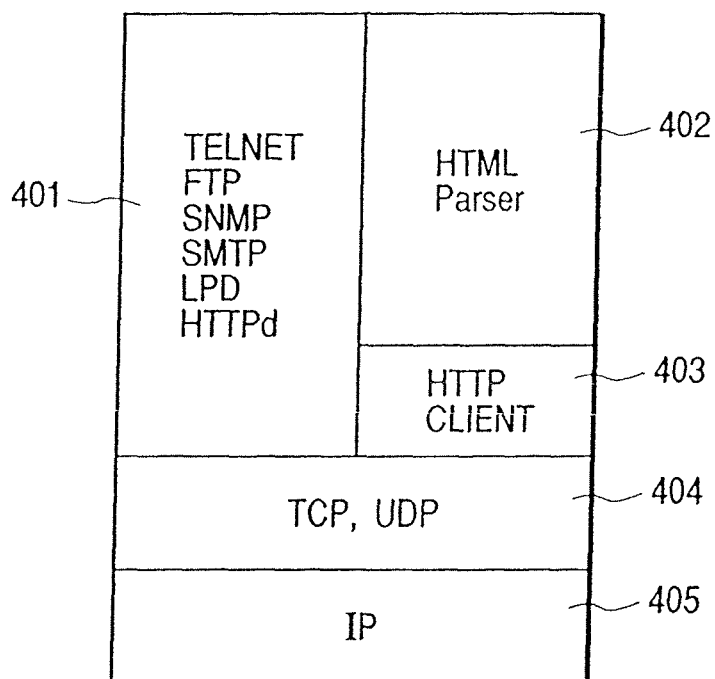 401
TELNET
FTP
SNMP
SMTP
LPD
HTTPd
HTML
Parser
402
HTTP
CLIENT
403
TCP, UDP
404
IP
405